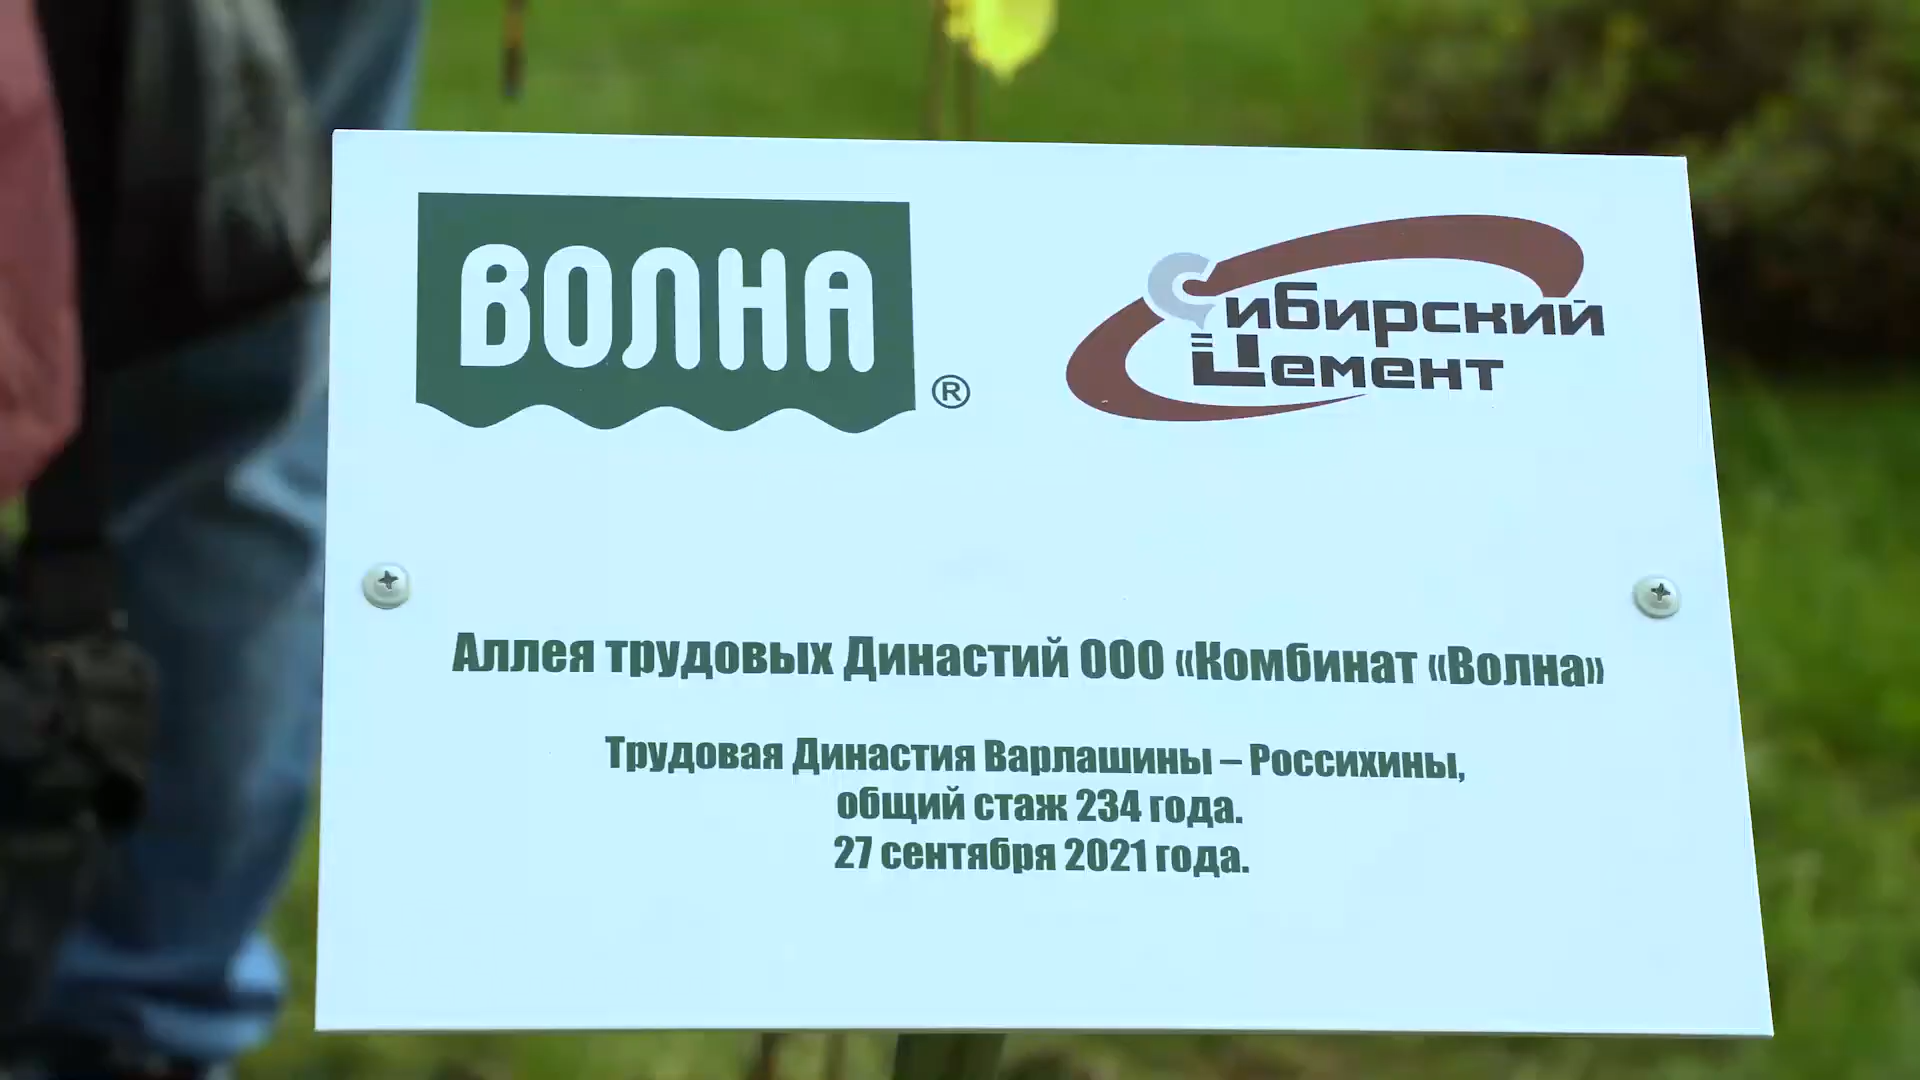 ВОЛНА ®
Сибирский
Цемент
Аллея трудовых Династий ООО «Комбинат «Волна»
Трудовая Династия Варлашины – Россихины,
общий стаж 234 года.
27 сентября 2021 года.